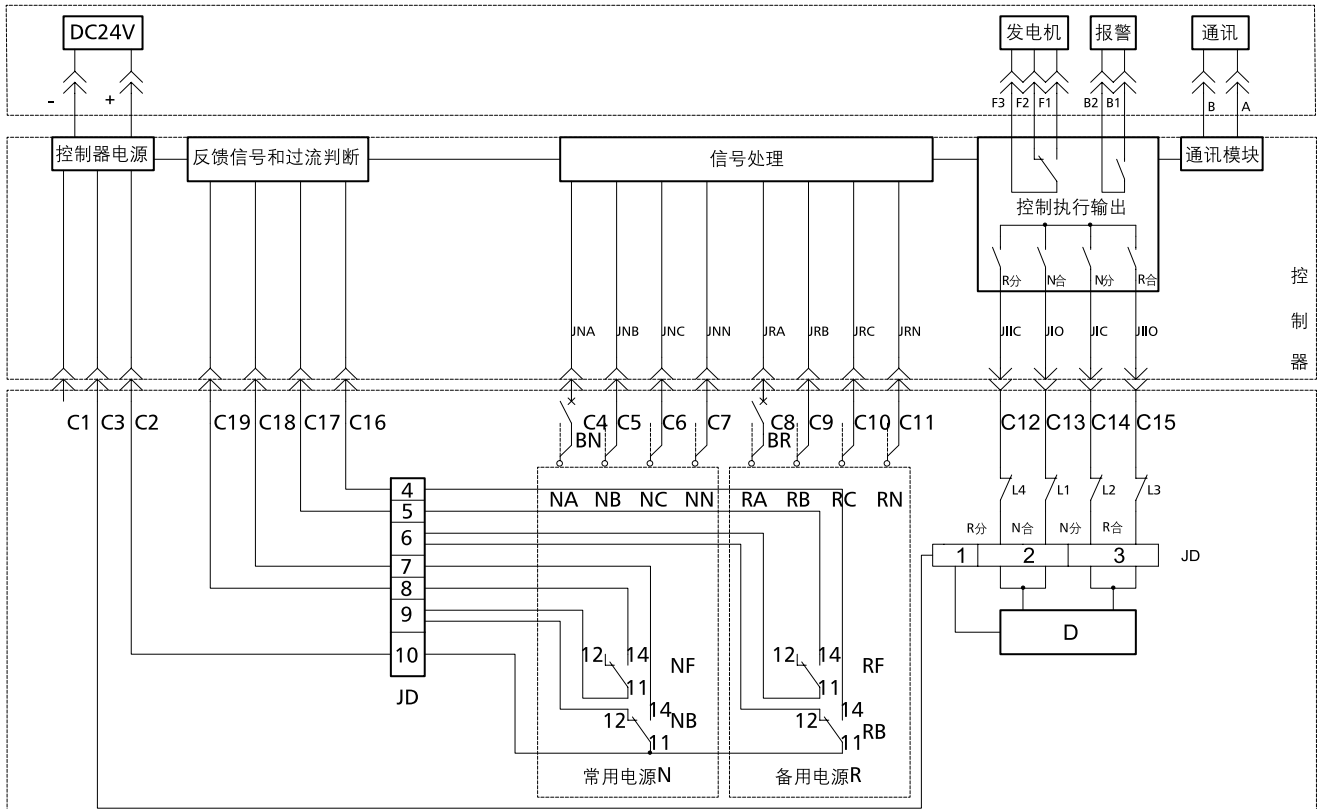 DC24V
发电机
报警
通讯
-
+
F3
F2
F1
B2
B1
B
A
控制器电源
反馈信号和过流判断
信号处理
通讯模块
控制执行输出
R分
N合
N分
R合
控
制
器
JNA
JNB
JNC
JNN
JRA
JRB
JRC
JRN
JIIC
JIO
JIC
JIIO
C1
C3
C2
C19
C18
C17
C16
C4
C5
C6
C7
C8
C9
C10
C11
C12
C13
C14
C15
BN
BR
L4
L1
L2
L3
NA
NB
NC
NN
RA
RB
RC
RN
R分
N合
N分
R合
4
5
6
7
8
9
10
JD
1
2
3
JD
D
12
14
NF
11
12
14
NB
11
12
14
RF
11
12
14
RB
11
常用电源N
备用电源R